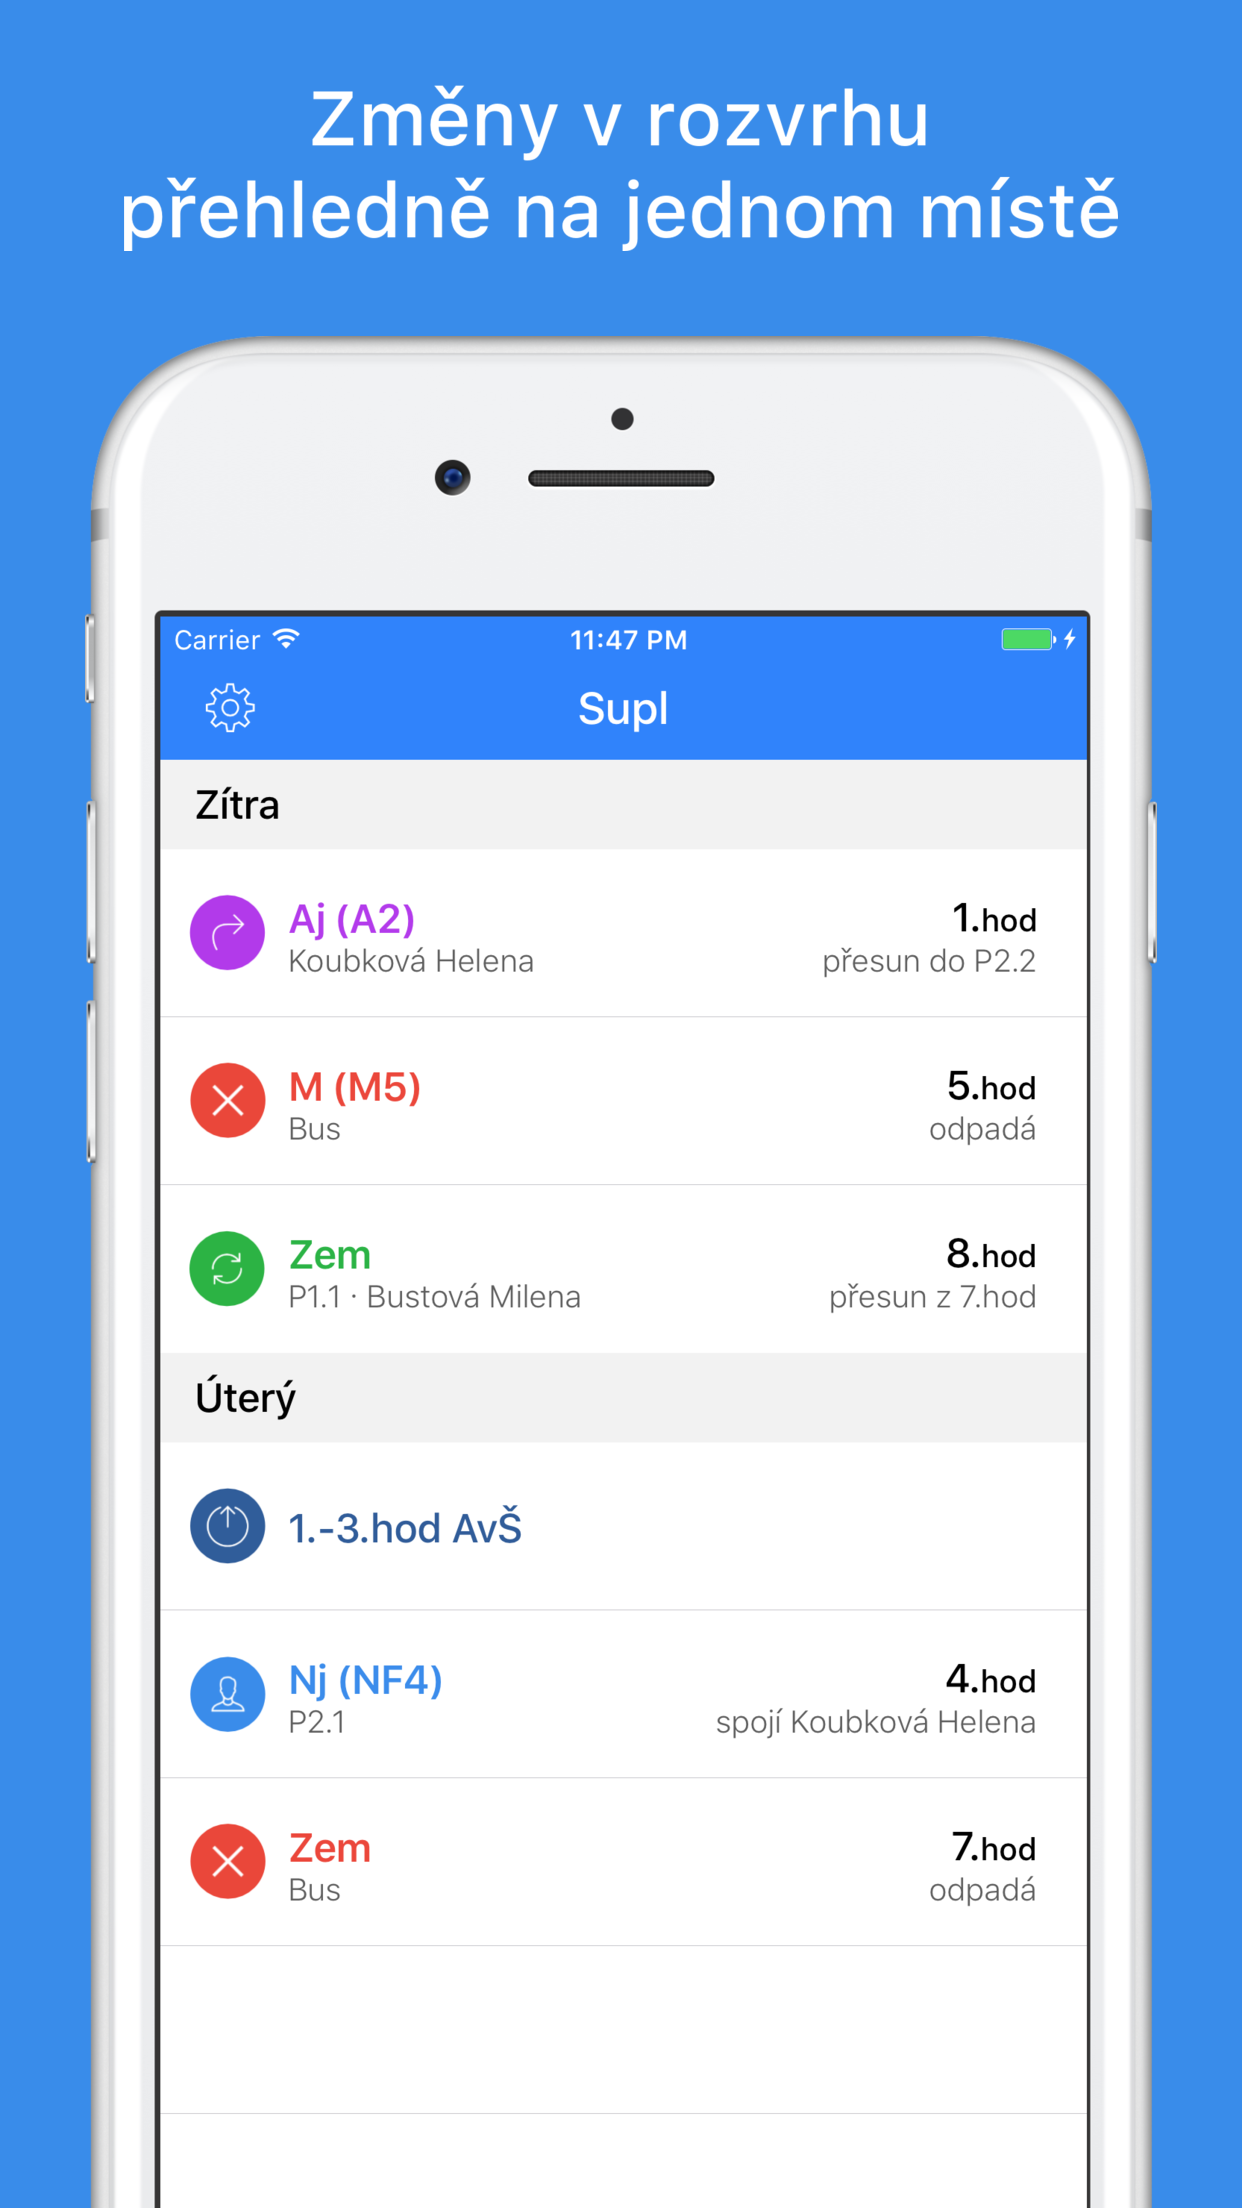 Změny v rozvrhu
přehledně na jednom místě
Carrier 11:47 PM
Supl
Zítra
Aj (A2) 1.hod
Koubková Helena přesun do P2.2
M (M5) 5.hod
Bus odpadá
Zem 8.hod
P1.1 · Bustová Milena přesun z 7.hod
Úterý
1.-3.hod AvŠ
Nj (NF4) 4.hod
P2.1 spojí Koubková Helena
Zem 7.hod
Bus odpadá